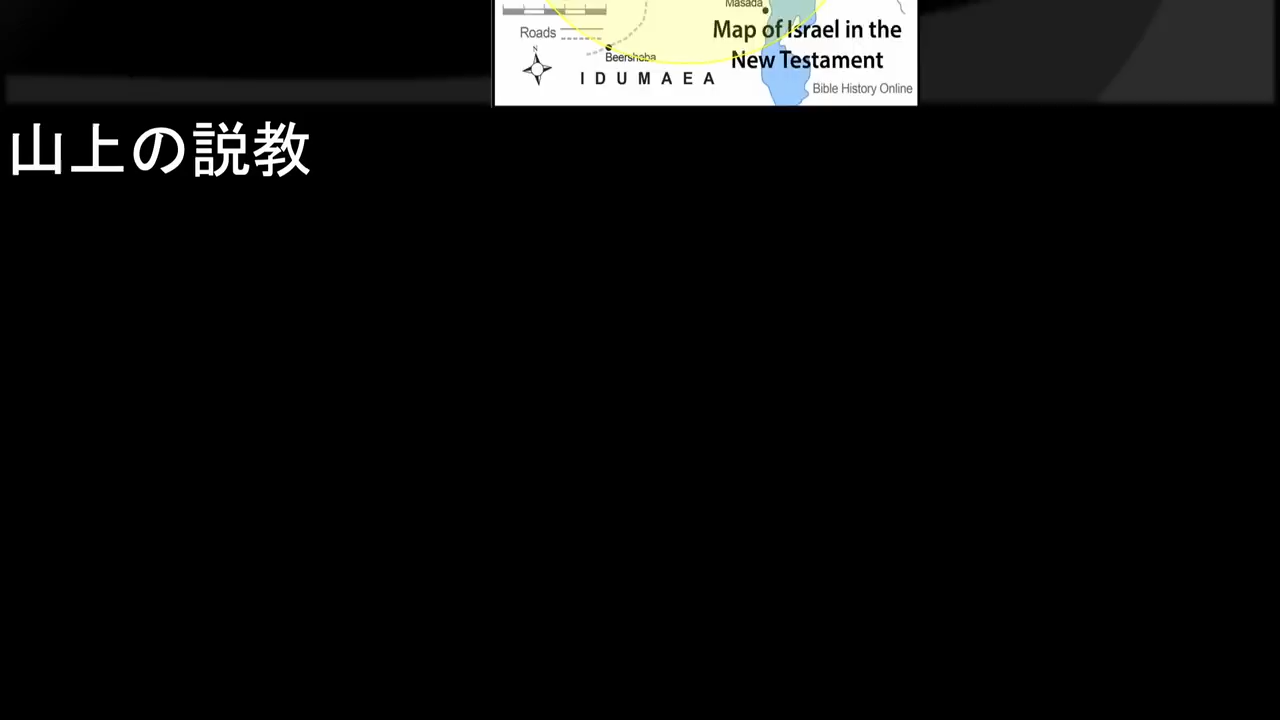 Masada
Roads
N
Beersheba
IDUMAEA
Map of Israel in the
New Testament
Bible History Online
山上の説教